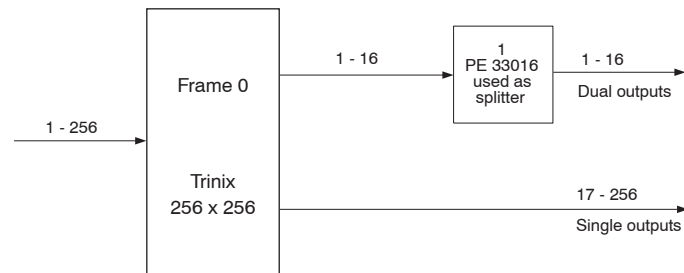 Frame 0
Trinix
256 x 256
1 - 256
1 - 16
1
PE 33016
used as
splitter
1 - 16
Dual outputs
17 - 256
Single outputs